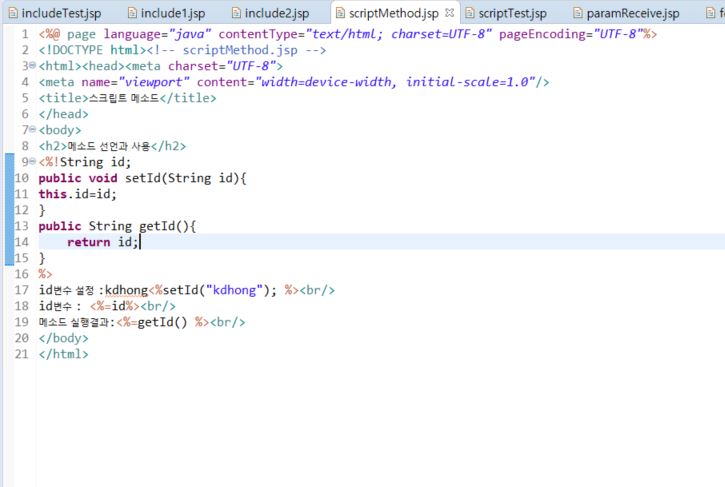 includeTest.jsp include1.jsp include2.jsp scriptMethod.jsp scriptTest.jsp paramReceive.jsp
1 <%@ page language="java" contentType="text/html; charset=UTF-8" pageEncoding="UTF-8"%>
2 <!DOCTYPE html><!-- scriptMethod.jsp -->
3 <html><head><meta charset="UTF-8">
4 <meta name="viewport" content="width=device-width, initial-scale=1.0"/>
5 <title>스크립트 메소드</title>
6 </head>
7 <body>
8 <h2>메소드 선언과 사용</h2>
9 <%!String id;
10 public void setId(String id){
11 this.id=id;
12 }
13 public String getId(){
14 return id;
15 }
16 %>
17 id변수 설정 :kdhong<%setId("kdhong"); %><br/>
18 id변수 : <%=id%><br/>
19 메소드 실행결과:<%=getId() %><br/>
20 </body>
21 </html>